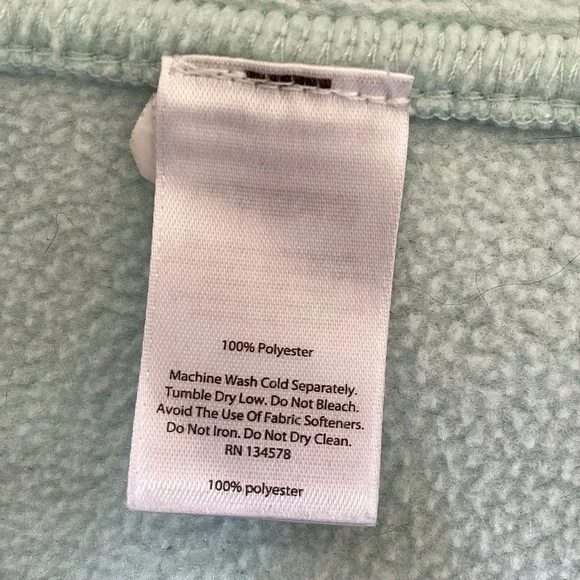 100% Polyester
Machine Wash Cold Separately.
Tumble Dry Low. Do Not Bleach.
Avoid The Use Of Fabric Softeners.
Do Not Iron. Do Not Dry Clean.
RN 134578
100% polyester